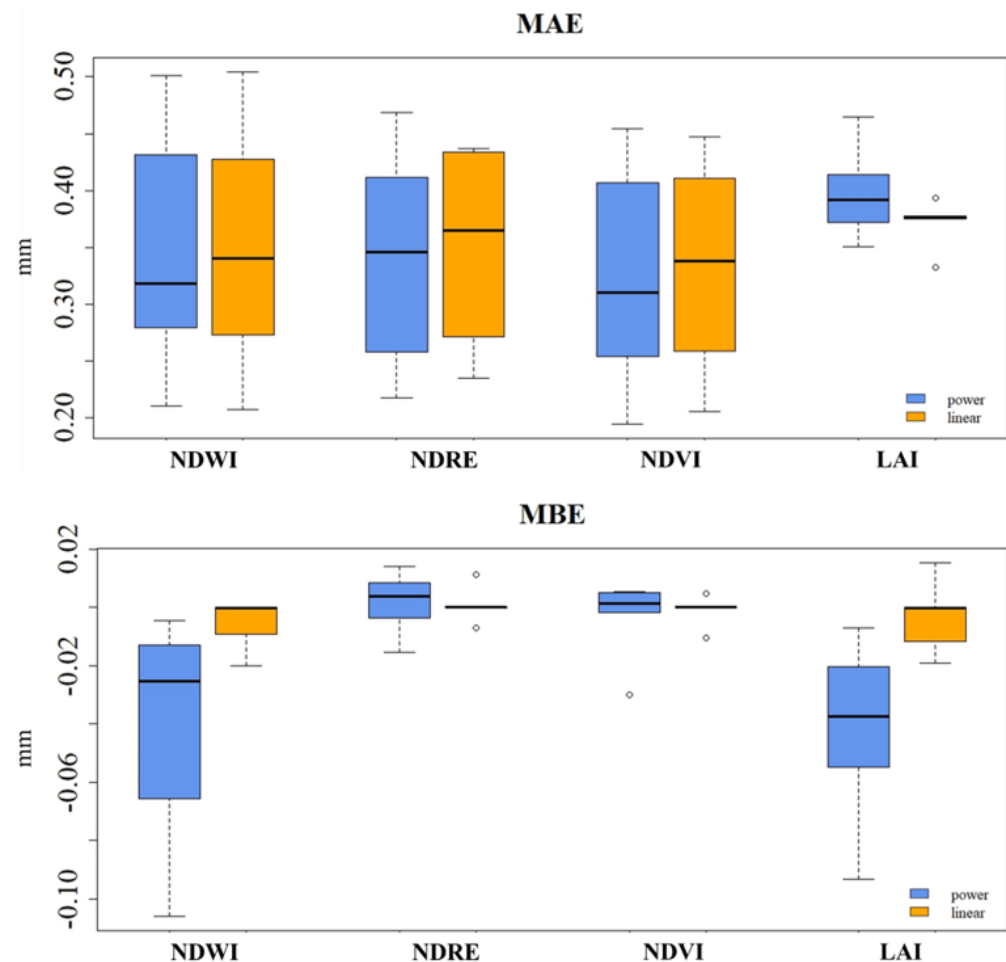 MAE
0.50
0.40
0.30
0.20
mm
power
linear
NDWI NDRE NDVI LAI
MBE
0.02
-0.02
-0.06
-0.10
mm
power
linear
NDWI NDRE NDVI LAI